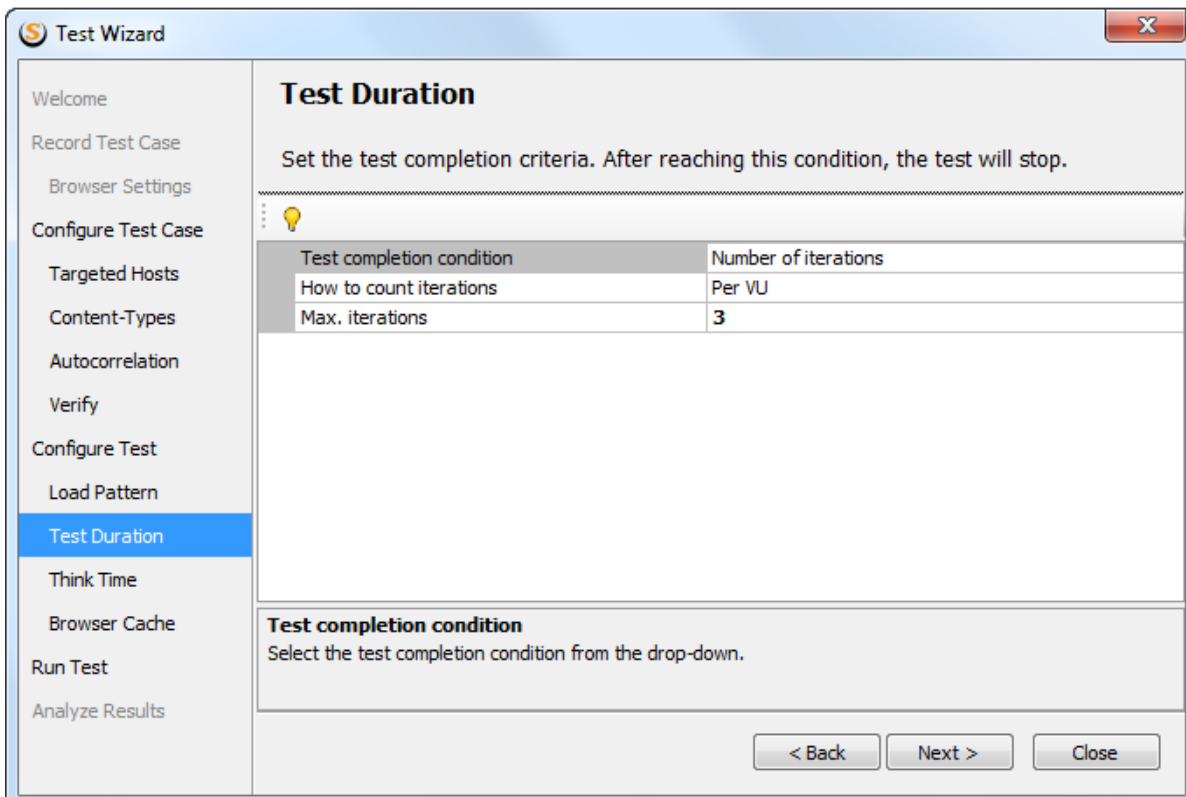 S Test Wizard
Welcome
Record Test Case
Browser Settings
Configure Test Case
Targeted Hosts
Content-Types
Autocorrelation
Verify
Configure Test
Load Pattern
Test Duration
Think Time
Browser Cache
Run Test
Analyze Results
Test Duration
Set the test completion criteria. After reaching this condition, the test will stop.
Test completion condition Number of iterations
How to count iterations Per VU
Max. iterations 3
Test completion condition
Select the test completion condition from the drop-down.
< Back Next > Close